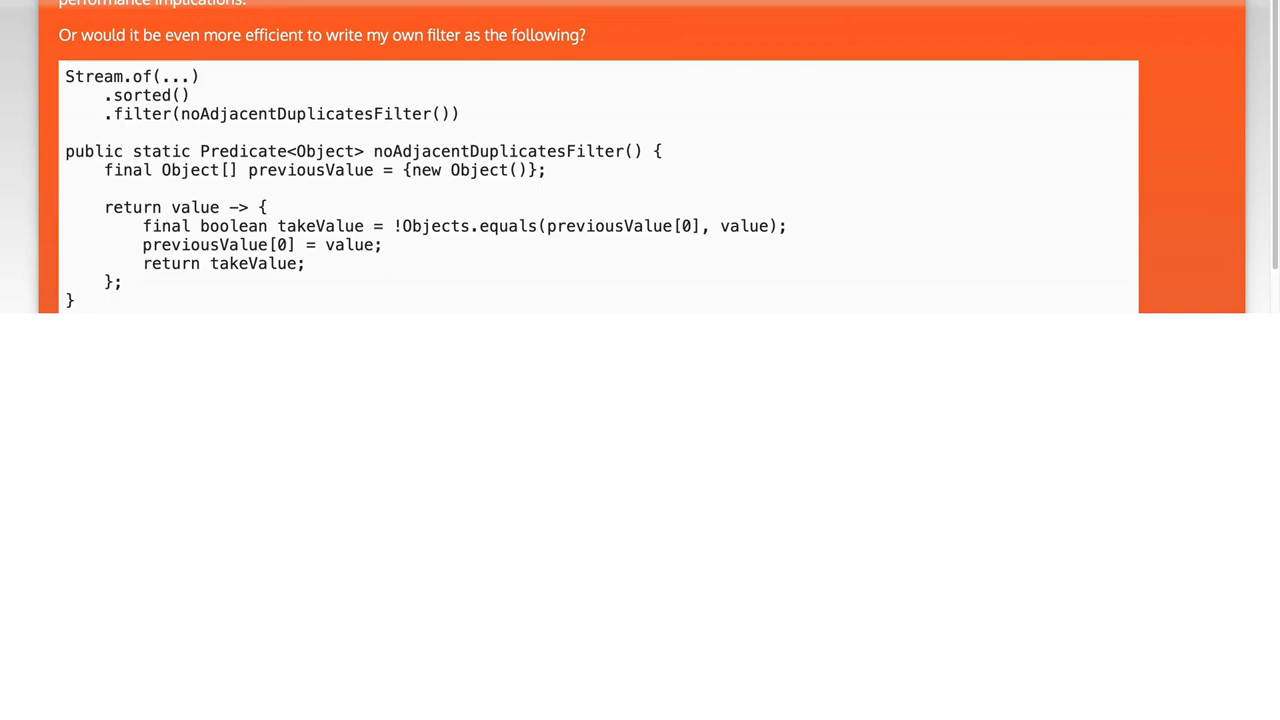 performance implications.
Or would it be even more efficient to write my own filter as the following?
Stream.of(...)
    .sorted()
    .filter(noAdjacentDuplicatesFilter())
public static Predicate<Object> noAdjacentDuplicatesFilter() {
    final Object[] previousValue = {new Object()};
    return value -> {
        final boolean takeValue = !Objects.equals(previousValue[0], value);
        previousValue[0] = value;
        return takeValue;
    };
}